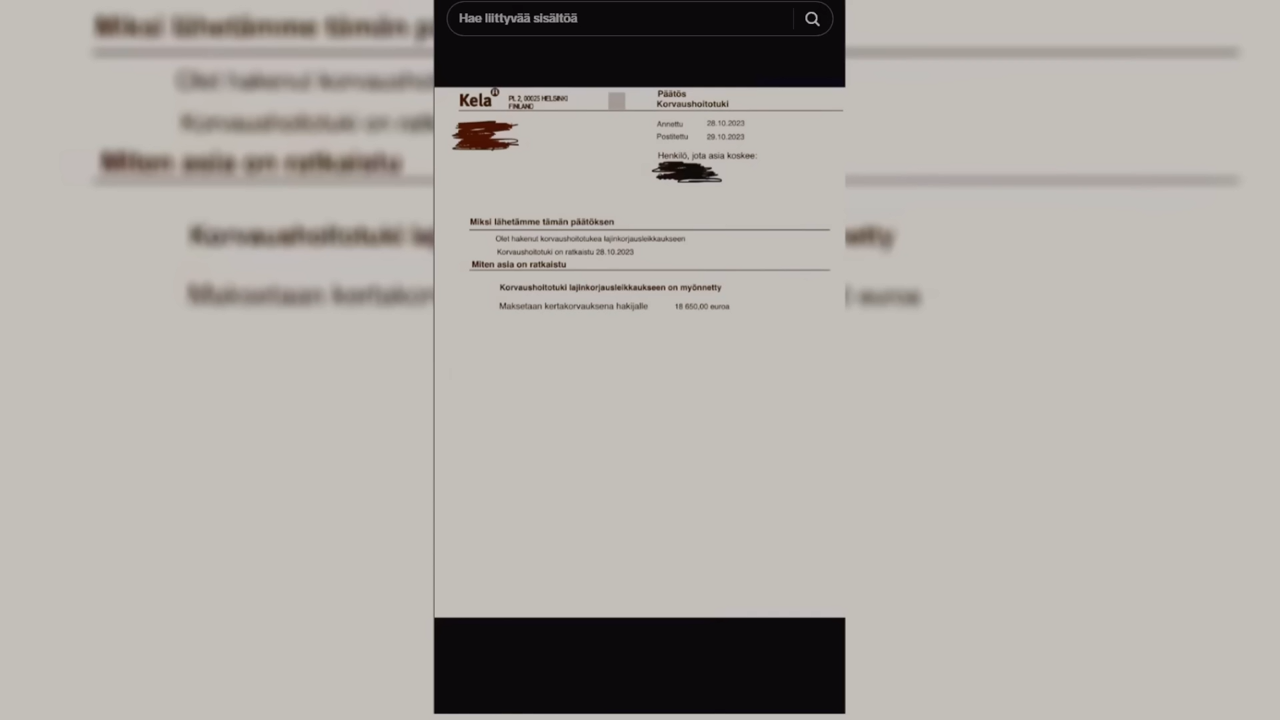 Hae liittyvää sisältöä
Kela
PL 2, 00023 HELSINKI
FINLAND
Päätös
Korvaushoitotuki
Annettu 28.10.2023
Postitettu 29.10.2023
Henkilö, jota asia koskee:
Miksi lähetämme tämän päätöksen
Olet hakenut korvaushoitotukea lajinkorjausleikkaukseen
Korvaushoitotuki on ratkaistu 28.10.2023
Miten asia on ratkaistu
Korvaushoitotuki lajinkorjausleikkaukseen on myönnetty
Maksetaan kertakorvauksena hakijalle 18 650,00 euroa